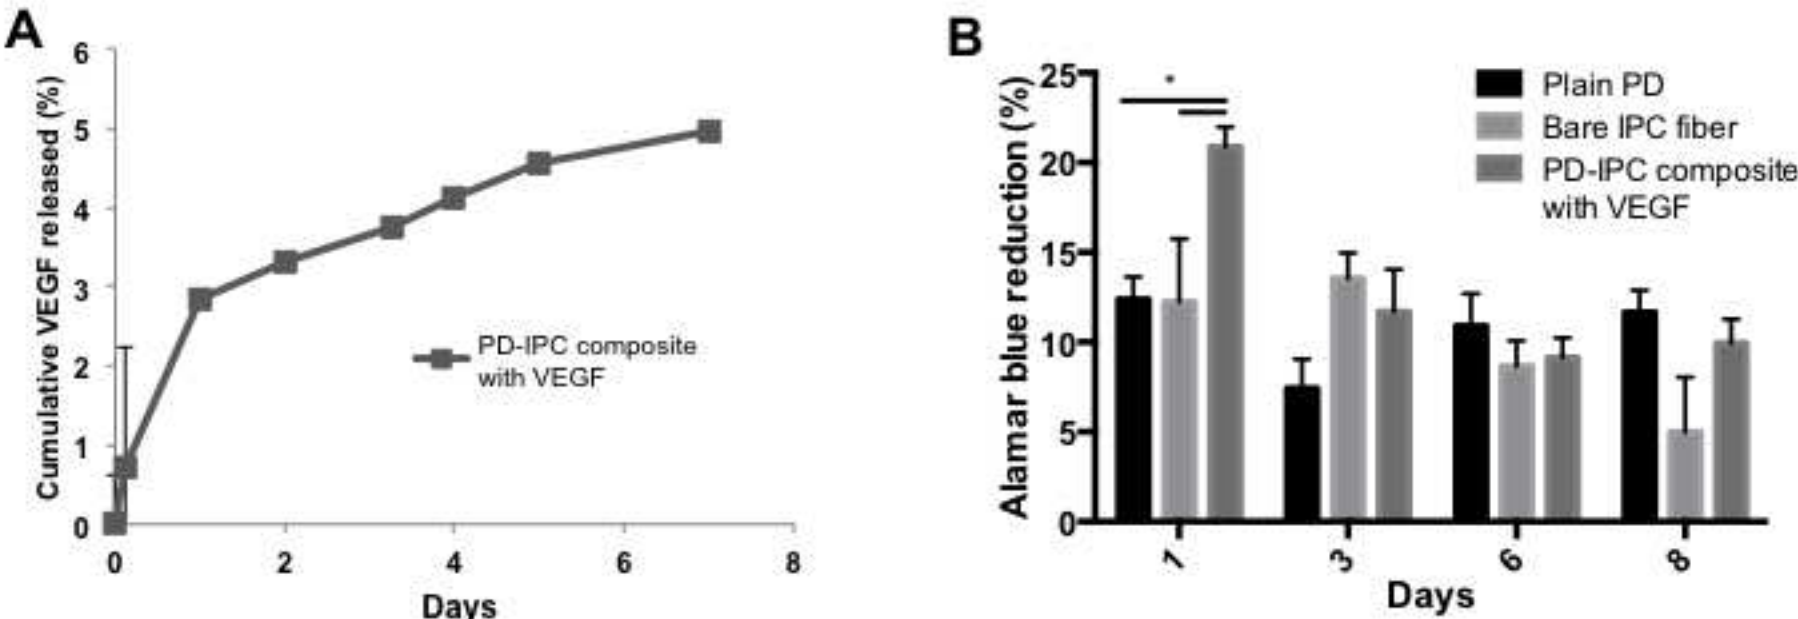 A
Cumulative VEGF released (%)
6
5
4
3
2
1
0
0 2 4 6 8
Days
PD-IPC composite
with VEGF
B
Alamar blue reduction (%)
25
20
15
10
5
0
*
Plain PD
Bare IPC fiber
PD-IPC composite
with VEGF
1 3 6 8
Days